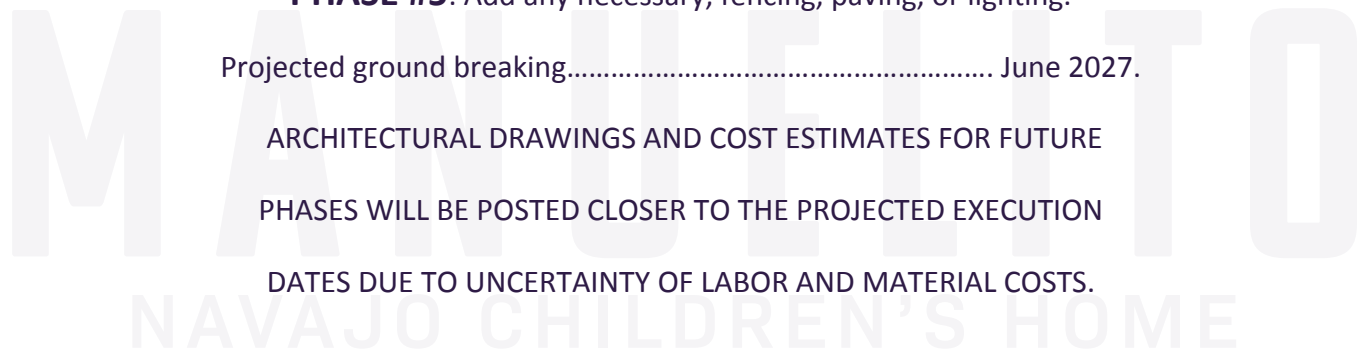 PHASE #5: Add any necessary, fencing, paving, or lighting.
Projected ground breaking…………………………………………………. June 2027.
ARCHITECTURAL DRAWINGS AND COST ESTIMATES FOR FUTURE
PHASES WILL BE POSTED CLOSER TO THE PROJECTED EXECUTION
DATES DUE TO UNCERTAINTY OF LABOR AND MATERIAL COSTS.
MANUELITO
NAVAJO CHILDREN'S HOME